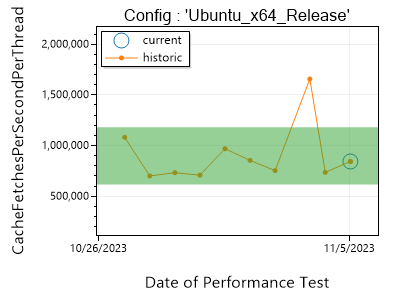 Config : 'Ubuntu_x64_Release'
CacheFetchesPerSecondPerThread
2,000,000
1,500,000
1,000,000
500,000
current
historic
10/26/2023
11/5/2023
Date of Performance Test